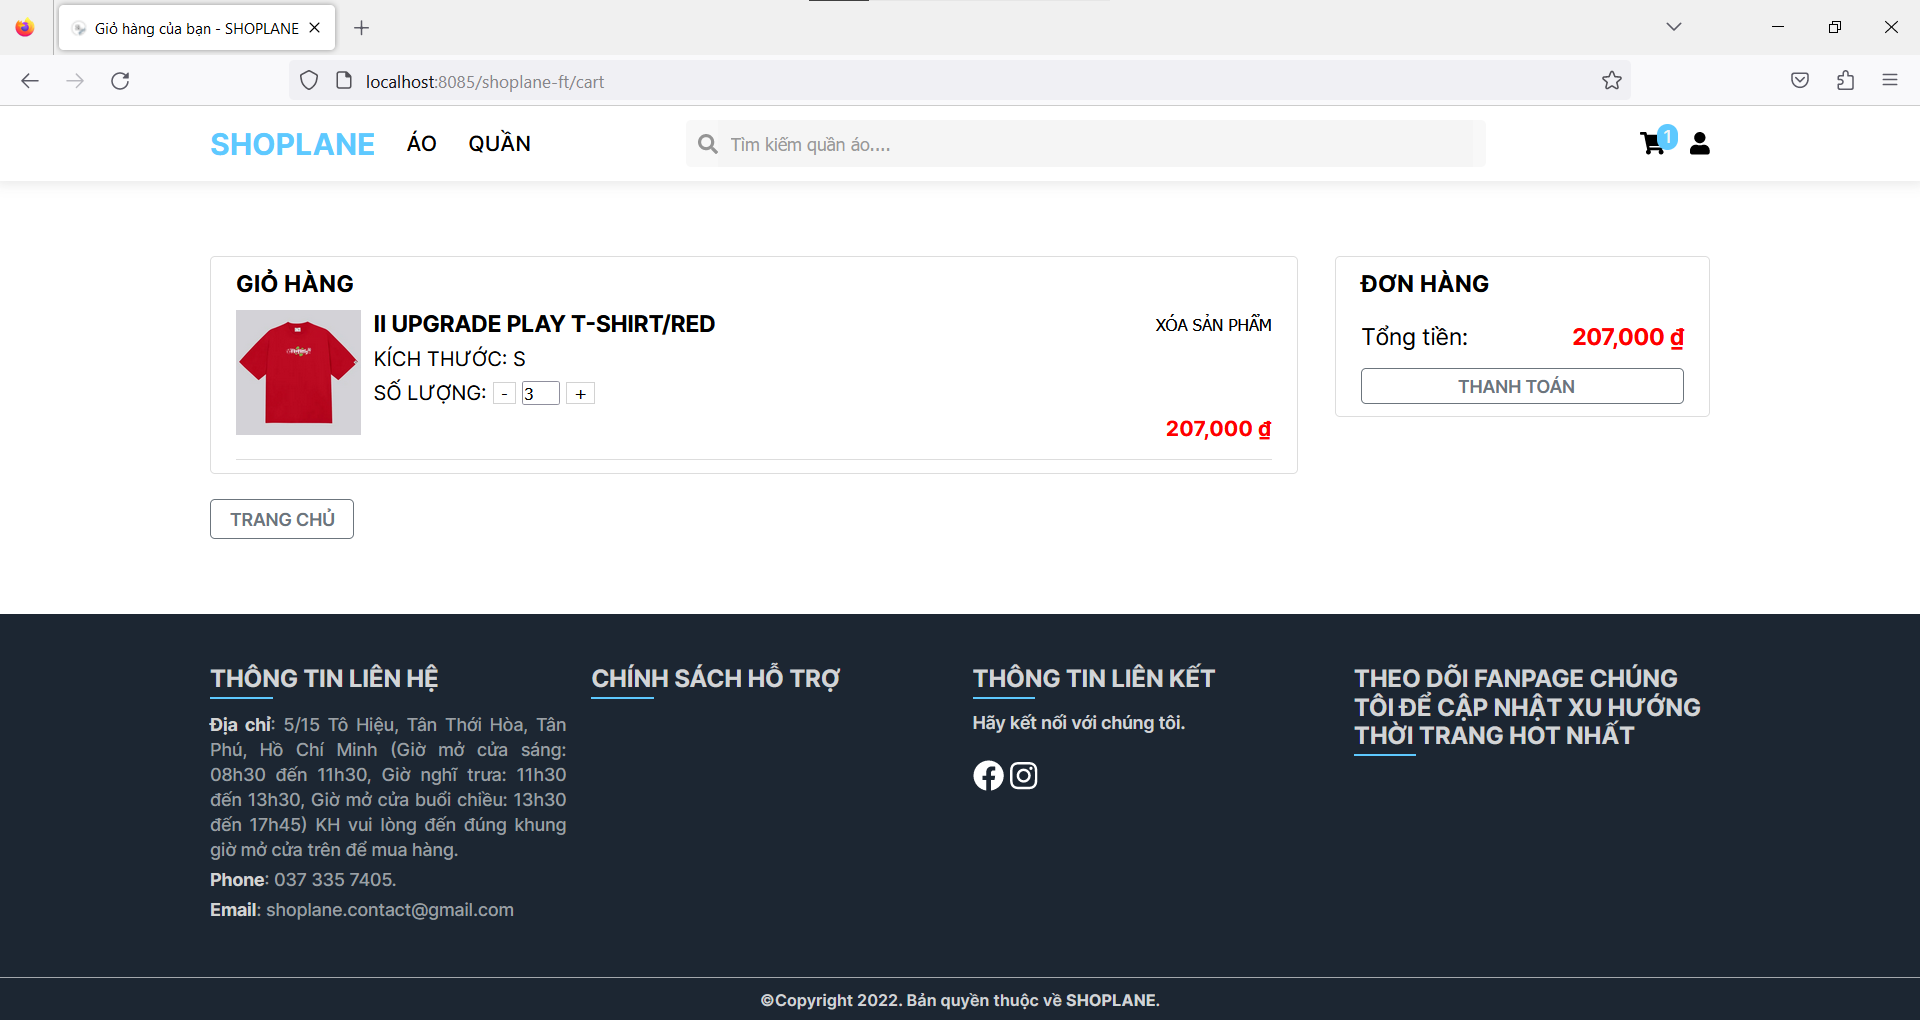 Giỏ hàng của bạn - SHOPLANE
localhost:8085/shoplane-ft/cart
SHOPLANE ÁO QUẦN Tìm kiếm quần áo.... 1
GIỎ HÀNG
II UPGRADE PLAY T-SHIRT/RED XÓA SẢN PHẨM
KÍCH THƯỚC: S
SỐ LƯỢNG: - 3 +
207,000 ₫
ĐƠN HÀNG
Tổng tiền: 207,000 ₫
THANH TOÁN
TRANG CHỦ
THÔNG TIN LIÊN HỆ
Địa chỉ: 5/15 Tô Hiệu, Tân Thới Hòa, Tân
Phú, Hồ Chí Minh (Giờ mở cửa sáng:
08h30 đến 11h30, Giờ nghĩ trưa: 11h30
đến 13h30, Giờ mở cửa buổi chiều: 13h30
đến 17h45) KH vui lòng đến đúng khung
giờ mở cửa trên để mua hàng.
Phone: 037 335 7405.
Email: shoplane.contact@gmail.com
CHÍNH SÁCH HỖ TRỢ
THÔNG TIN LIÊN KẾT
Hãy kết nối với chúng tôi.
THEO DÕI FANPAGE CHÚNG
TÔI ĐỂ CẬP NHẬT XU HƯỚNG
THỜI TRANG HOT NHẤT
©Copyright 2022. Bản quyền thuộc về SHOPLANE.